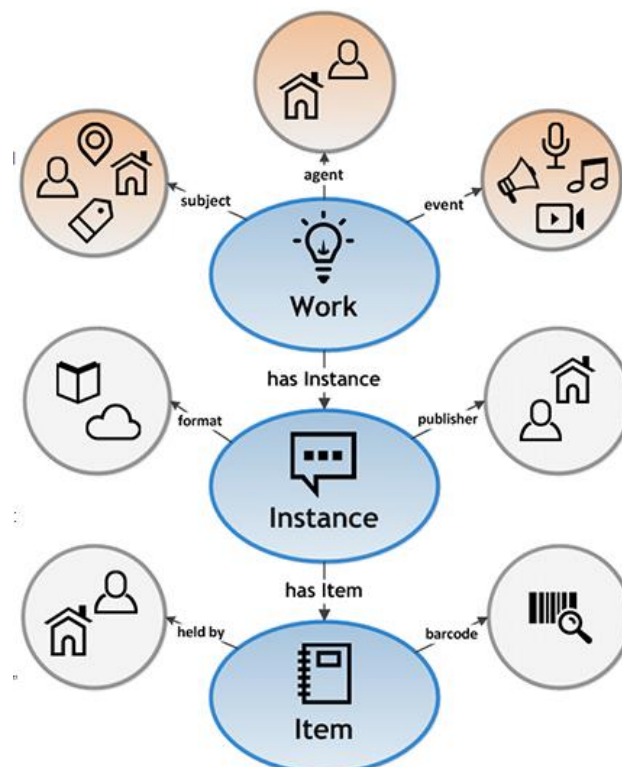 agent
subject
event
Work
has Instance
format
publisher
Instance
has Item
held by
barcode
Item